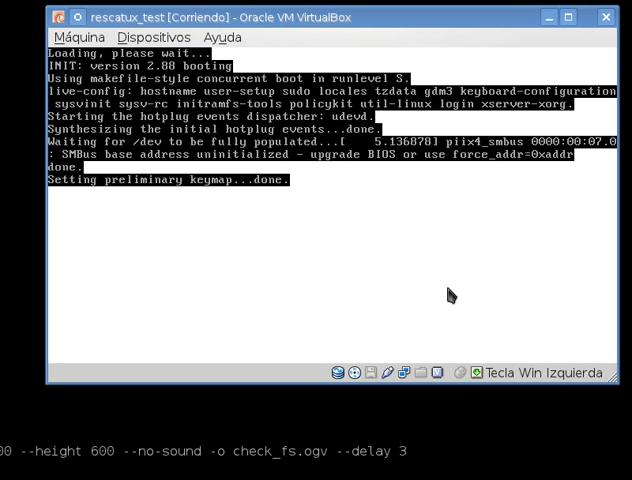 rescatux_test [Corriendo] - Oracle VM VirtualBox
Máquina Dispositivos Ayuda
Loading, please wait...
INIT: version 2.88 booting
Using makefile-style concurrent boot in runlevel S.
live-config: hostname user-setup sudo locales tzdata gdm3 keyboard-configuration
sysvinit sysv-rc initramfs-tools policykit util-linux login xserver-xorg.
Starting the hotplug events dispatcher: udevd.
Synthesizing the initial hotplug events...done.
Waiting for /dev to be fully populated...[    5.136878] piix4_smbus 0000:00:07.0
: SMBus base address uninitialized - upgrade BIOS or use force_addr=0xaddr
done.
Setting preliminary keymap...done.
Tecla Win Izquierda
00 --height 600 --no-sound -o check_fs.ogv --delay 3